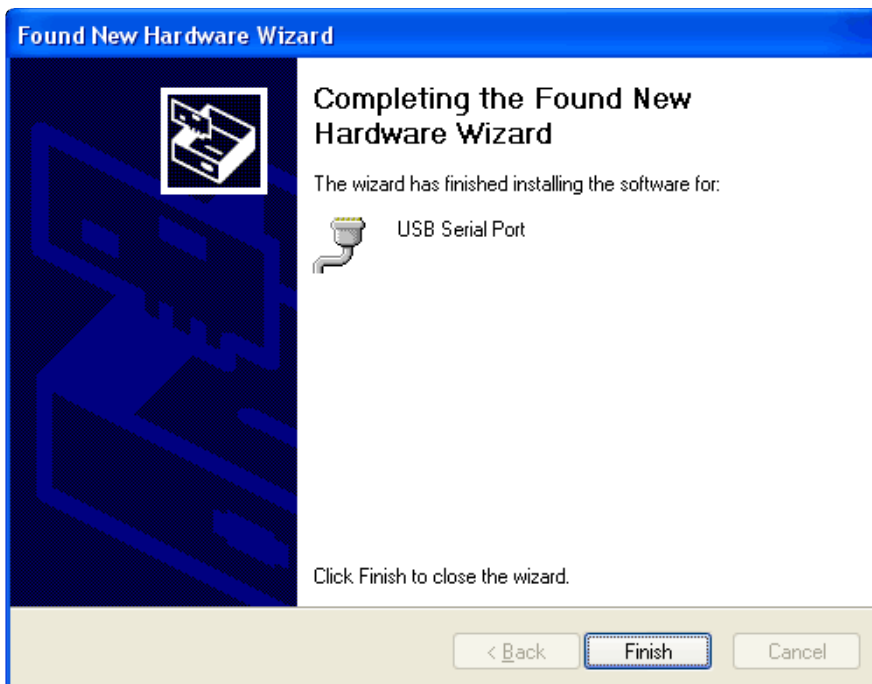 Found New Hardware Wizard
Completing the Found New
Hardware Wizard
The wizard has finished installing the software for:
USB Serial Port
Click Finish to close the wizard.
< Back Finish Cancel